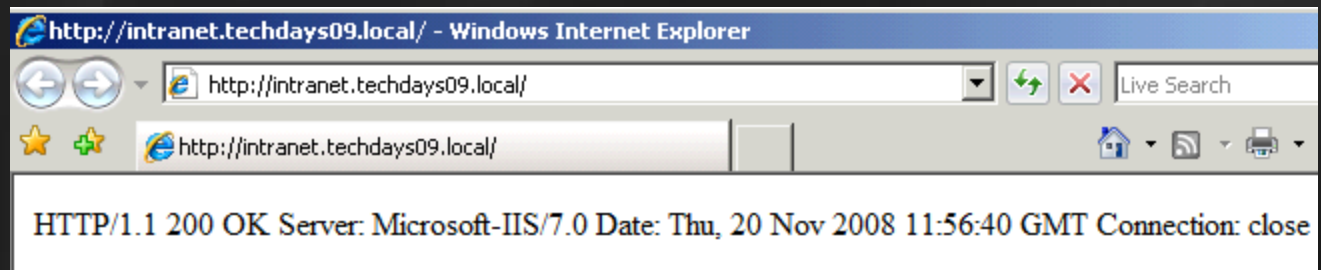 http://intranet.techdays09.local/ - Windows Internet Explorer
http://intranet.techdays09.local/
Live Search
http://intranet.techdays09.local/
HTTP/1.1 200 OK Server: Microsoft-IIS/7.0 Date: Thu, 20 Nov 2008 11:56:40 GMT Connection: close